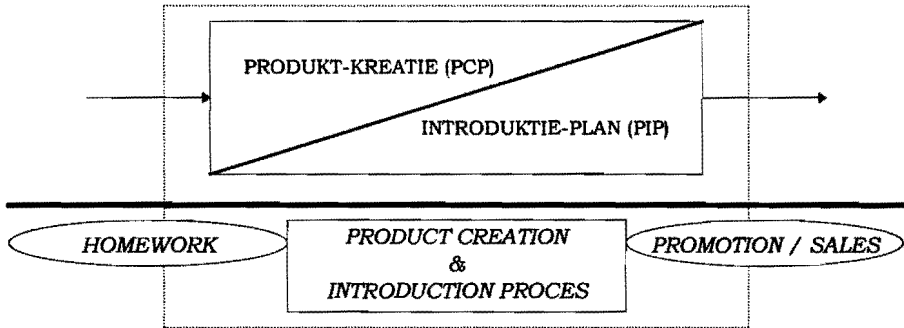 PRODUKT-KREATIE (PCP)
INTRODUKTIE-PLAN (PIP)
HOMEWORK
PRODUCT CREATION
&
INTRODUCTION PROCES
PROMOTION / SALES